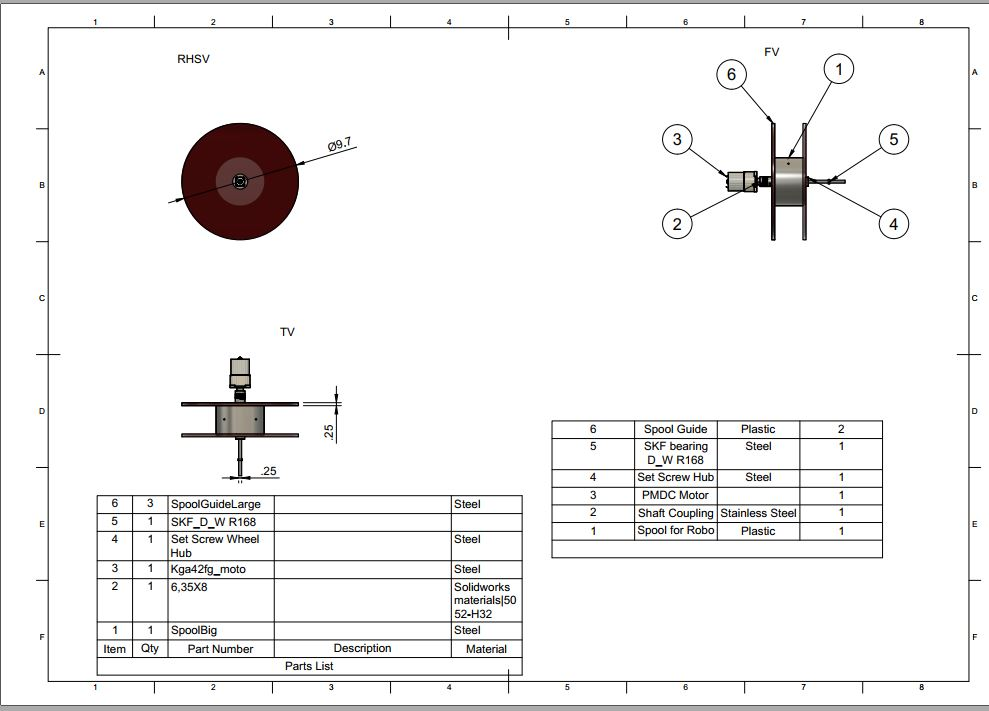 1 2 3 4 5 6 7 8
RHSV
FV
A A
6 1
Ø9.7
3 5
B B
2 4
C C
TV
D D
.25
.25
6 Spool Guide Plastic 2
5 SKF bearing Steel 1
D_W R168
4 Set Screw Hub Steel 1
3 PMDC Motor 1
2 Shaft Coupling Stainless Steel 1
1 Spool for Robo Plastic 1
6 3 SpoolGuideLarge Steel
5 1 SKF_D_W R168
4 1 Set Screw Wheel Steel
Hub
3 1 Kga42fg_moto Steel
2 1 6,35X8 Solidworks
materials|50
52-H32
1 1 SpoolBig Steel
Item Qty Part Number Description Material
Parts List
E E
F F
1 2 3 4 5 6 7 8